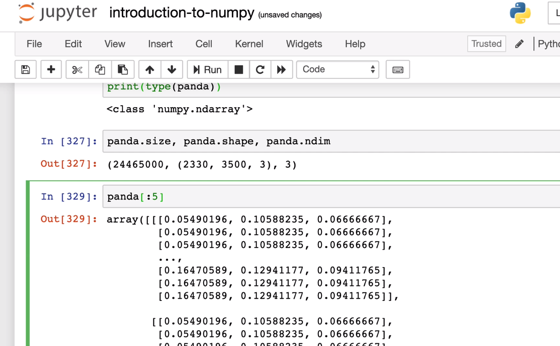 jupyter introduction-to-numpy (unsaved changes)
File Edit View Insert Cell Kernel Widgets Help Trusted
Run Code
print(type(panda))
<class 'numpy.ndarray'>
In [327]: panda.size, panda.shape, panda.ndim
Out[327]: (24465000, (2330, 3500, 3), 3)
In [329]: panda[:5]
Out[329]: array([[[0.05490196, 0.10588235, 0.06666667],
[0.05490196, 0.10588235, 0.06666667],
[0.05490196, 0.10588235, 0.06666667],
...,
[0.16470589, 0.12941177, 0.09411765],
[0.16470589, 0.12941177, 0.09411765],
[0.16470589, 0.12941177, 0.09411765]],
[[0.05490196, 0.10588235, 0.06666667],
[0.05490196, 0.10588235, 0.06666667],